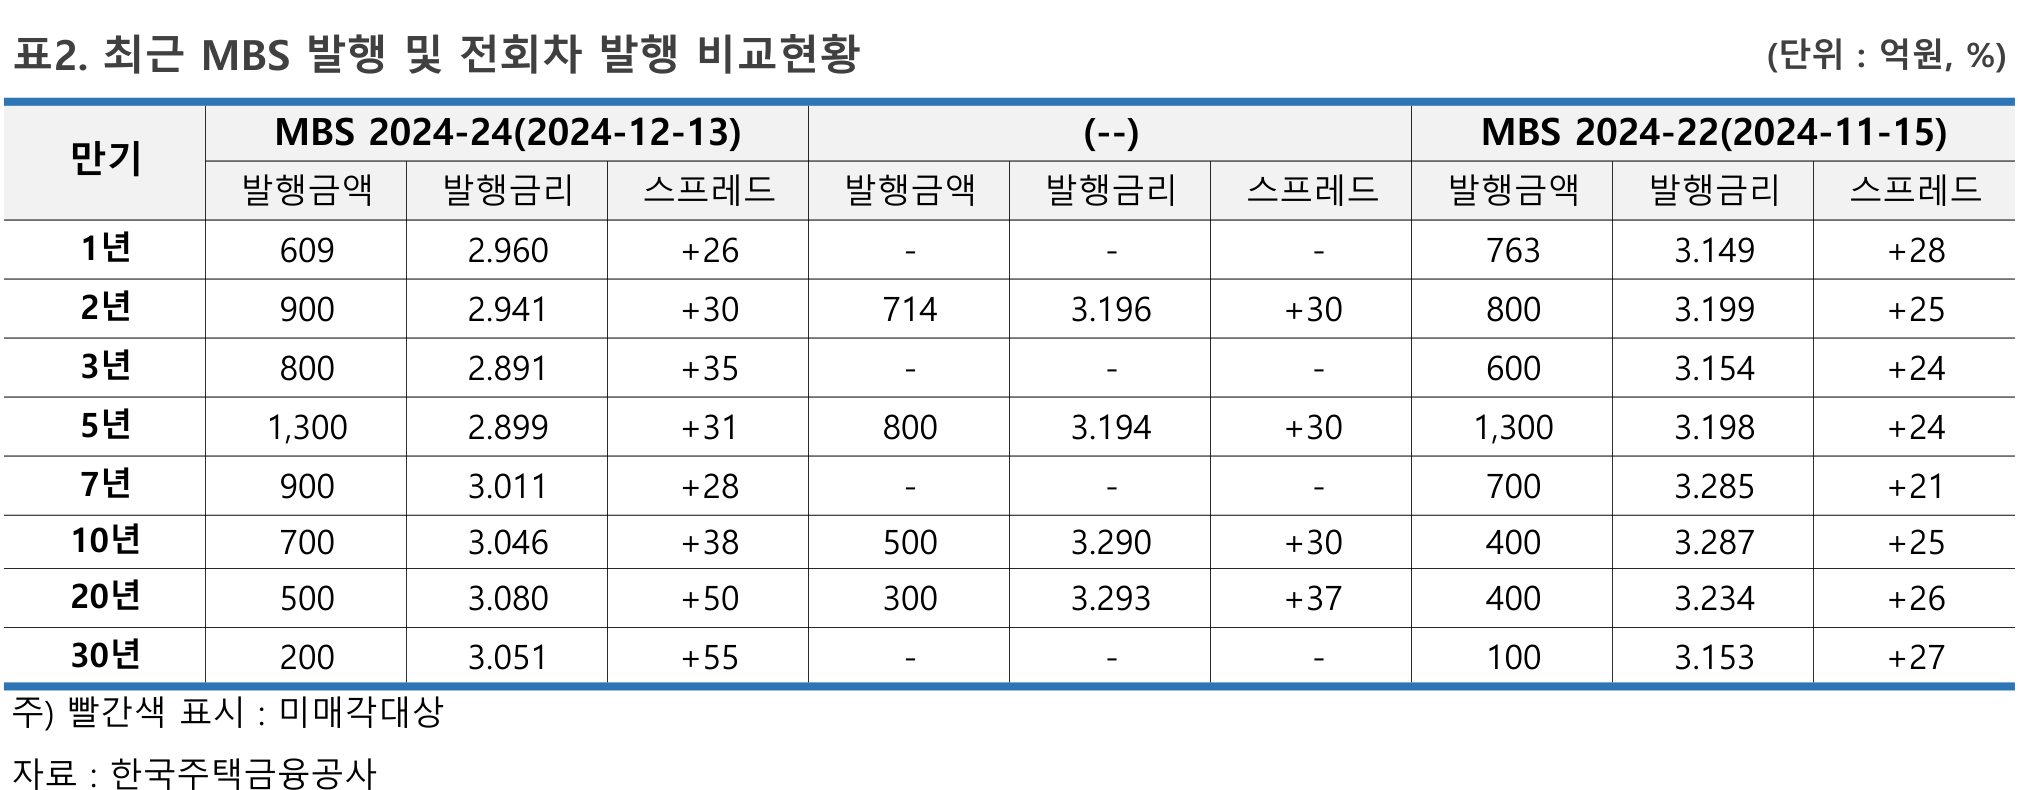 표2. 최근 MBS 발행 및 전회차 발행 비교현황 (단위 : 억원, %)
만기 MBS 2024-24(2024-12-13) (--) MBS 2024-22(2024-11-15)
발행금액 발행금리 스프레드 발행금액 발행금리 스프레드 발행금액 발행금리 스프레드
1년 609 2.960 +26 - - - 763 3.149 +28
2년 900 2.941 +30 714 3.196 +30 800 3.199 +25
3년 800 2.891 +35 - - - 600 3.154 +24
5년 1,300 2.899 +31 800 3.194 +30 1,300 3.198 +24
7년 900 3.011 +28 - - - 700 3.285 +21
10년 700 3.046 +38 500 3.290 +30 400 3.287 +25
20년 500 3.080 +50 300 3.293 +37 400 3.234 +26
30년 200 3.051 +55 - - - 100 3.153 +27
주) 빨간색 표시 : 미매각대상
자료 : 한국주택금융공사